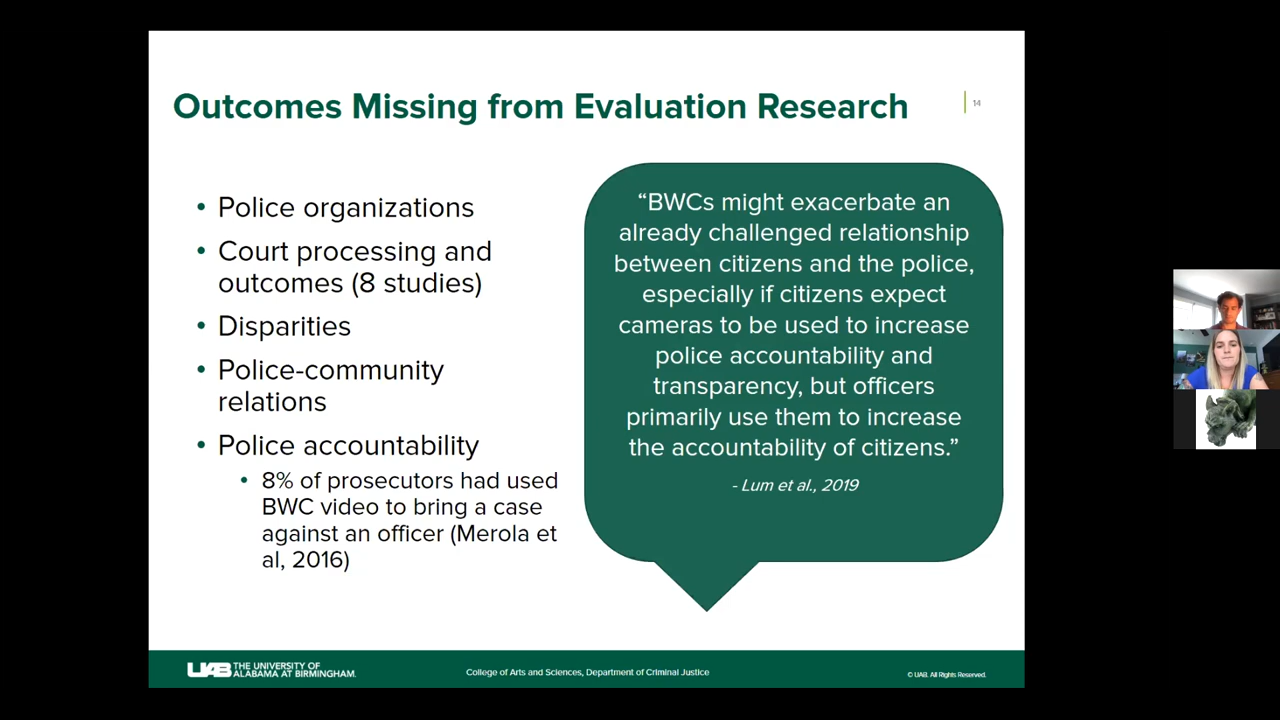 Outcomes Missing from Evaluation Research
14
• Police organizations
• Court processing and
outcomes (8 studies)
• Disparities
• Police-community
relations
• Police accountability
• 8% of prosecutors had used
BWC video to bring a case
against an officer (Merola et
al, 2016)
“BWCs might exacerbate an
already challenged relationship
between citizens and the police,
especially if citizens expect
cameras to be used to increase
police accountability and
transparency, but officers
primarily use them to increase
the accountability of citizens.”
- Lum et al., 2019
UAB THE UNIVERSITY OF
ALABAMA AT BIRMINGHAM.
College of Arts and Sciences, Department of Criminal Justice
© UAB. All Rights Reserved.